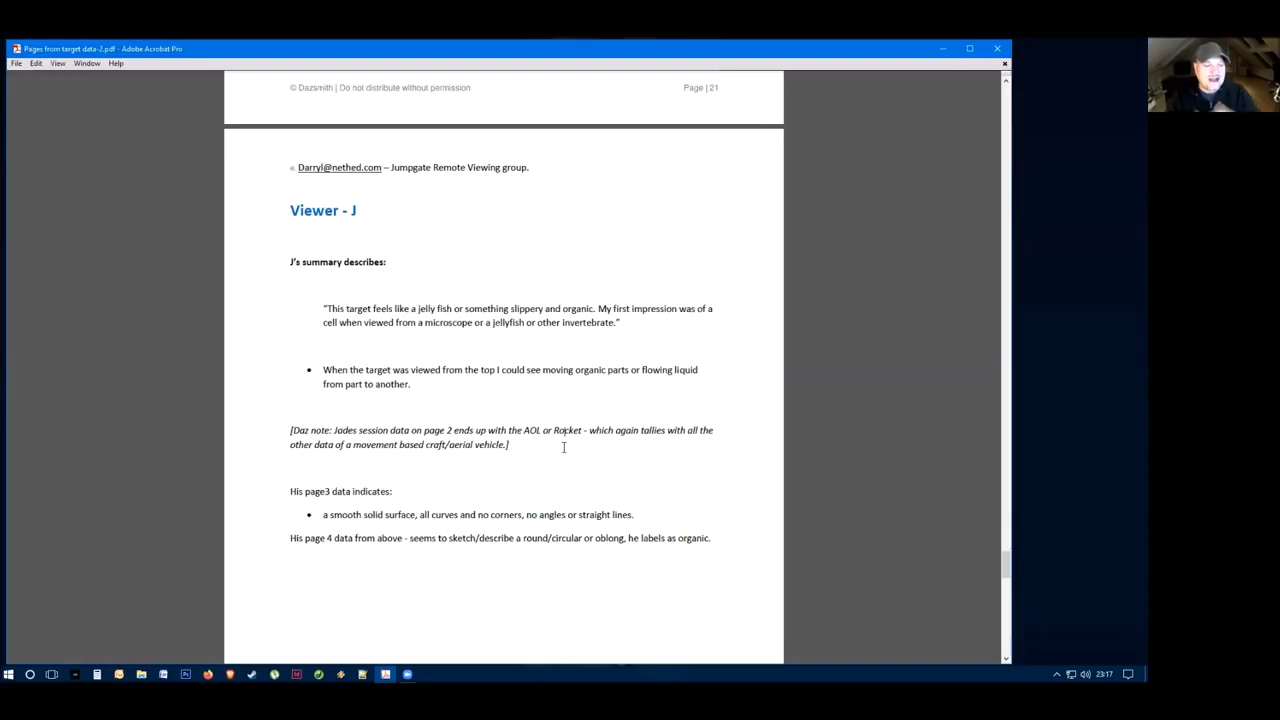 Pages from target data-2.pdf - Adobe Acrobat Pro
File Edit View Window Help
© Dazsmith | Do not distribute without permission Page | 21
o Darryl@nethed.com – Jumpgate Remote Viewing group.
Viewer - J
J's summary describes:
"This target feels like a jelly fish or something slippery and organic. My first impression was of a
cell when viewed from a microscope or a jellyfish or other invertebrate."
• When the target was viewed from the top I could see moving organic parts or flowing liquid
from part to another.
[Daz note: Jades session data on page 2 ends up with the AOL or Rocket - which again tallies with all the
other data of a movement based craft/aerial vehicle.]
His page3 data indicates:
• a smooth solid surface, all curves and no corners, no angles or straight lines.
His page 4 data from above - seems to sketch/describe a round/circular or oblong, he labels as organic.
23:17